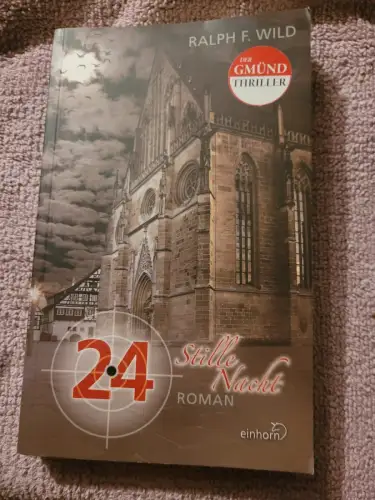 RALPH F. WILD
DER
GMÜND
THRILLER
24
Stille
Nacht
ROMAN
einhorn